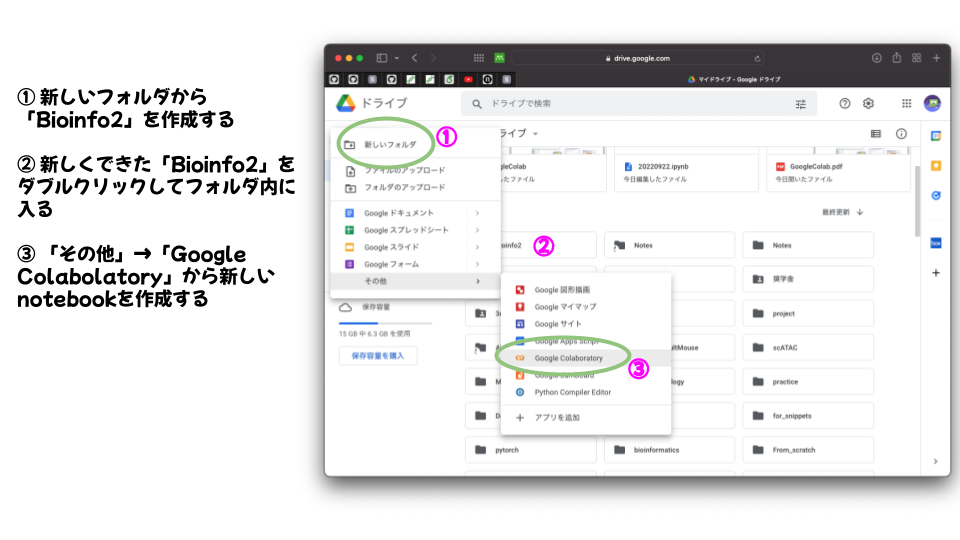 ① 新しいフォルダから
「Bioinfo2」を作成する
② 新しくできた「Bioinfo2」を
ダブルクリックしてフォルダ内に
入る
③ 「その他」→「Google
Colabolatory」から新しい
notebookを作成する
drive.google.com
マイドライブ - Google ドライブ
ドライブ
ドライブで検索
新しいフォルダ
①
イブ
ファイルのアップロード
フォルダのアップロード
gleColab
したファイル
20220922.ipynb
今日編集したファイル
GoogleColab.pdf
今日開いたファイル
最終更新
Google ドキュメント
Google スプレッドシート
Google スライド
Google フォーム
その他
oinfo2
②
Notes
Notes
保存容量
15 GB 中 6.3 GB を使用
保存容量を購入
Google 図形描画
Google マイマップ
Google サイト
Google Apps Script
Google Colaboratory
③
Google Jamboard
Python Compiler Editor
アプリを追加
奨学金
project
ultMouse
scATAC
ogy
practice
for_snippets
pytorch
bioinformatics
From_scratch